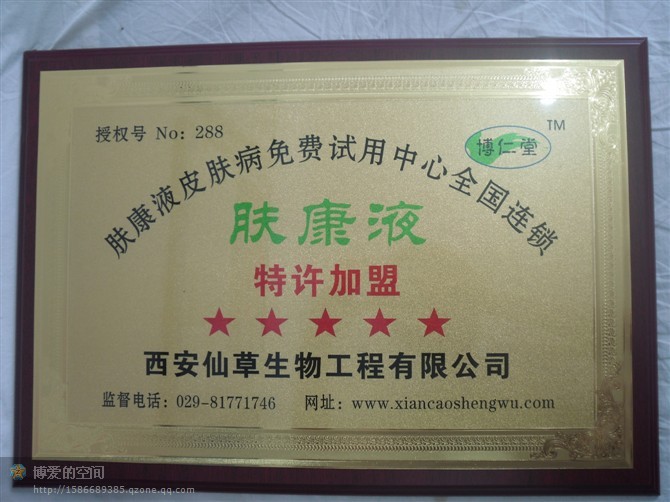 授权号 No：288
博仁堂 TM
肤康液皮肤病免费试用中心全国连锁
肤康液
特许加盟
★★★★★
西安仙草生物工程有限公司
监督电话：029-81771746 网址：www.xiancaoshengwu.com
博爱的空间
http://1586689385.qzone.qq.com